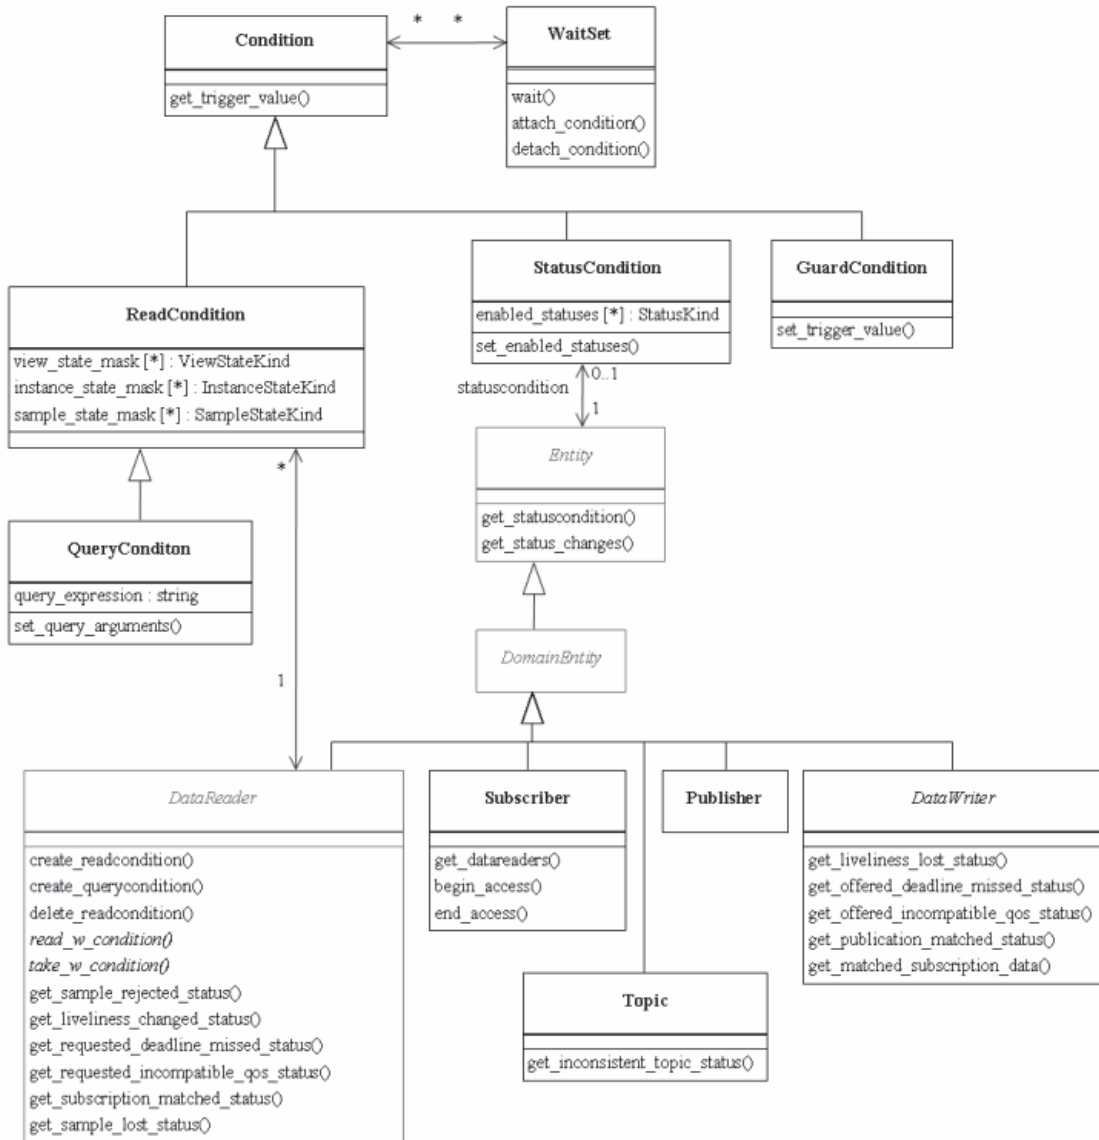 Condition
get_trigger_value()
* *
WaitSet
wait()
attach_condition()
detach_condition()
ReadCondition
view_state_mask [*] : ViewStateKind
instance_state_mask [*] : InstanceStateKind
sample_state_mask [*] : SampleStateKind
StatusCondition
enabled_statuses [*] : StatusKind
set_enabled_statuses()
GuardCondition
set_trigger_value()
0..1
statuscondition
1
Entity
get_statuscondition()
get_status_changes()
*
1
QueryConditon
query_expression : string
set_query_arguments()
DomainEntity
DataReader
create_readcondition()
create_querycondition()
delete_readcondition()
read_w_condition()
take_w_condition()
get_sample_rejected_status()
get_liveliness_changed_status()
get_requested_deadline_missed_status()
get_requested_incompatible_qos_status()
get_subscription_matched_status()
get_sample_lost_status()
Subscriber
get_datareaders()
begin_access()
end_access()
Publisher
DataWriter
get_liveliness_lost_status()
get_offered_deadline_missed_status()
get_offered_incompatible_qos_status()
get_publication_matched_status()
get_matched_subscription_data()
Topic
get_inconsistent_topic_status()